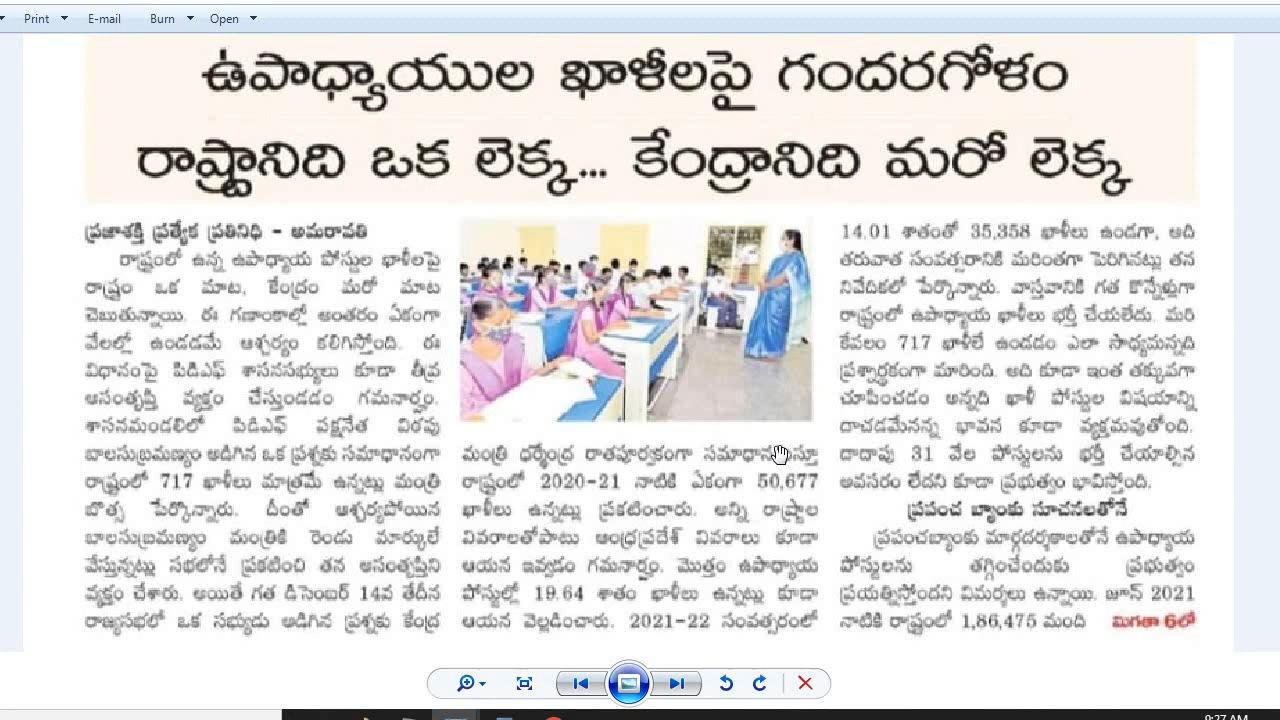 Print
E-mail
Burn
Open
ఉపాధ్యాయుల ఖాళీలపై గందరగోళం
రాష్ట్రానిది ఒక లెక్క... కేంద్రానిది మరో లెక్క
ప్రజాశక్తి ప్రత్యేక ప్రతినిధి - అమరావతి
రాష్ట్రంలో ఉన్న ఉపాధ్యాయ పోస్టుల ఖాళీలపై
రాష్ట్రం ఒక మాట, కేంద్రం మరో మాట
చెబుతున్నాయి. ఈ గణాంకాల్లో అంతరం ఏకంగా
వేలల్లో ఉండడమే ఆశ్చర్యం కలిగిస్తోంది. ఈ
విధానంపై పిడిఎఫ్ శాసనసభ్యులు కూడా తీవ్ర
అసంతృప్తి వ్యక్తం చేస్తుండడం గమనార్హం.
శాసనమండలిలో పిడిఎఫ్ పక్షనేత విఠపు
బాలసుబ్రమణ్యం అడిగిన ఒక ప్రశ్నకు సమాధానంగా
రాష్ట్రంలో 717 ఖాళీలు మాత్రమే ఉన్నట్లు మంత్రి
బొత్స పేర్కొన్నారు. దీంతో ఆశ్చర్యపోయిన
బాలసుబ్రమణ్యం మంత్రికి రెండు మార్కులే
వేస్తున్నట్లు సభలోనే ప్రకటించి తన అసంతృప్తిని
వ్యక్తం చేశారు. అయితే గత డిసెంబర్ 14వ తేదీన
రాజ్యసభలో ఒక సభ్యుడు అడిగిన ప్రశ్నకు కేంద్ర
మంత్రి ధర్మేంద్ర రాతపూర్వకంగా
రాష్ట్రంలో 2020-21 నాటికి ఏకంగా 50,677
ఖాళీలు ఉన్నట్లు ప్రకటించారు. అన్ని రాష్ట్రాల
వివరాలతోపాటు ఆంధ్రప్రదేశ్ వివరాలు కూడా
ఆయన ఇవ్వడం గమనార్హం. మొత్తం ఉపాధ్యాయ
పోస్టుల్లో 19.64 శాతం ఖాళీలు ఉన్నట్లు కూడా
ఆయన వెల్లడించారు. 2021-22 సంవత్సరంలో
14.01 శాతంతో 35,358 ఖాళీలు ఉండగా, అది
తరువాత సంవత్సరానికి మరింతగా పెరిగినట్లు తన
నివేదికలో పేర్కొన్నారు. వాస్తవానికి గత కొన్నేళ్లుగా
రాష్ట్రంలో ఉపాధ్యాయ ఖాళీలు భర్తీ చేయలేదు. మరి
కేవలం 717 ఖాళీలే ఉండడం ఎలా సాధ్యమన్నది
ప్రశ్నార్థకంగా మారింది. అది కూడా ఇంత తక్కువగా
చూపించడం అన్నది ఖాళీ పోస్టుల విషయాన్ని
దాచడమేనన్న భావన కూడా వ్యక్తమవుతోంది.
దాదాపు 31 వేల పోస్టులను భర్తీ చేయాల్సిన
అవసరం లేదని కూడా ప్రభుత్వం భావిస్తోంది.
ప్రపంచ బ్యాంకు సూచనలతోనే
ప్రపంచబ్యాంకు మార్గదర్శకాలతోనే ఉపాధ్యాయ
పోస్టులను తగ్గించేందుకు ప్రభుత్వం
ప్రయత్నిస్తోందని విమర్శలు ఉన్నాయి. జూన్ 2021
నాటికి రాష్ట్రంలో 1,86,475 మంది మిగతా 6లో
9:27 AM